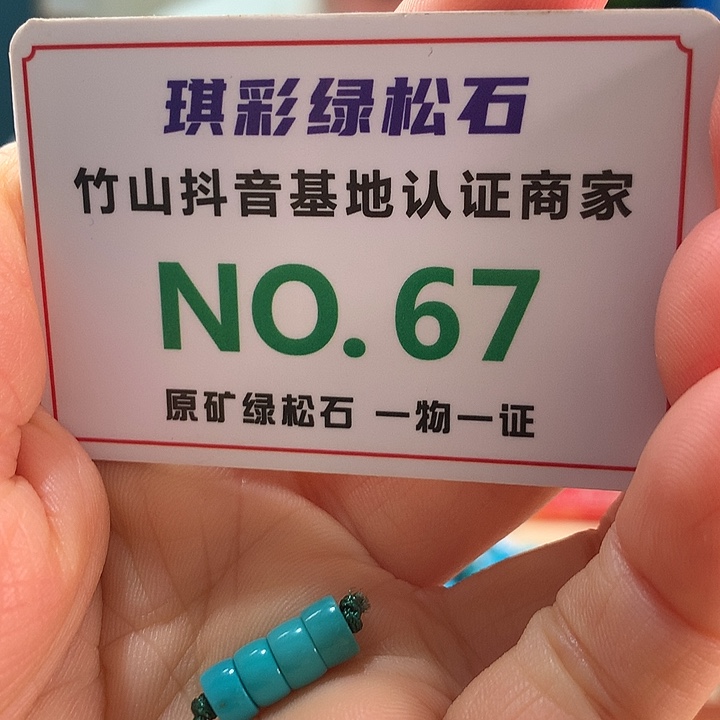 琪彩绿松石
竹山抖音基地认证商家
NO.67
原矿绿松石 一物一证